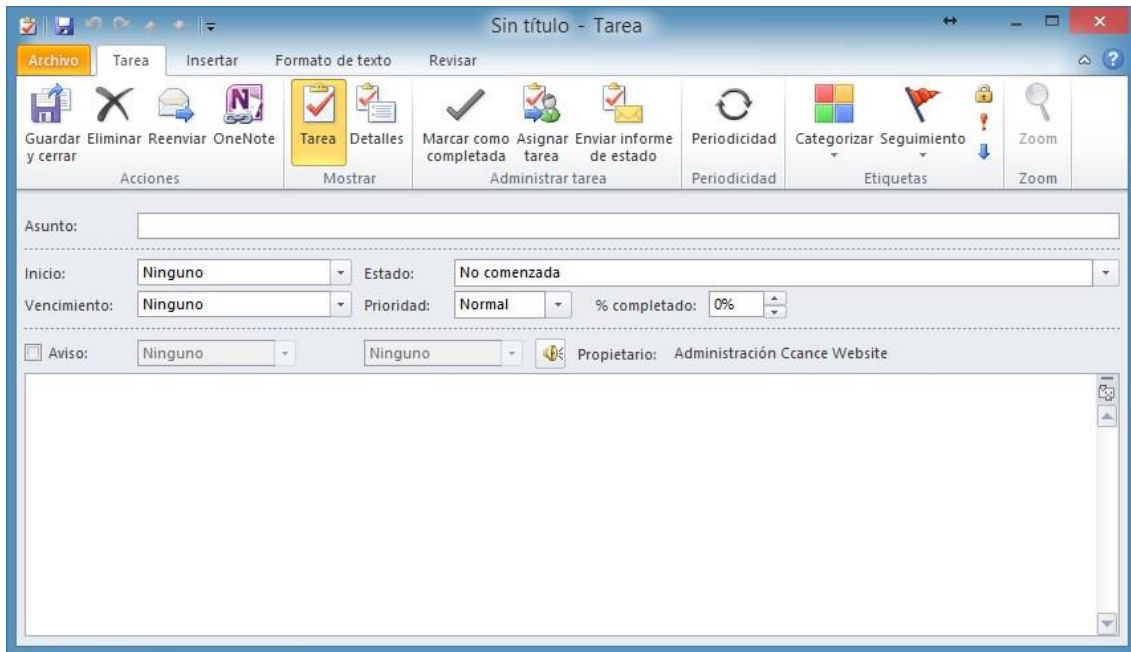 Sin título - Tarea
Archivo Tarea Insertar Formato de texto Revisar
Guardar y cerrar
Eliminar
Reenviar
OneNote
Tarea
Detalles
Marcar como completada
Asignar tarea
Enviar informe de estado
Periodicidad
Categorizar
Seguimiento
Zoom
Acciones Mostrar Administrar tarea Periodicidad Etiquetas Zoom
Asunto:
Inicio: Ninguno Estado: No comenzada
Vencimiento: Ninguno Prioridad: Normal % completado: 0%
Aviso: Ninguno Ninguno Propietario: Administración Ccance Website